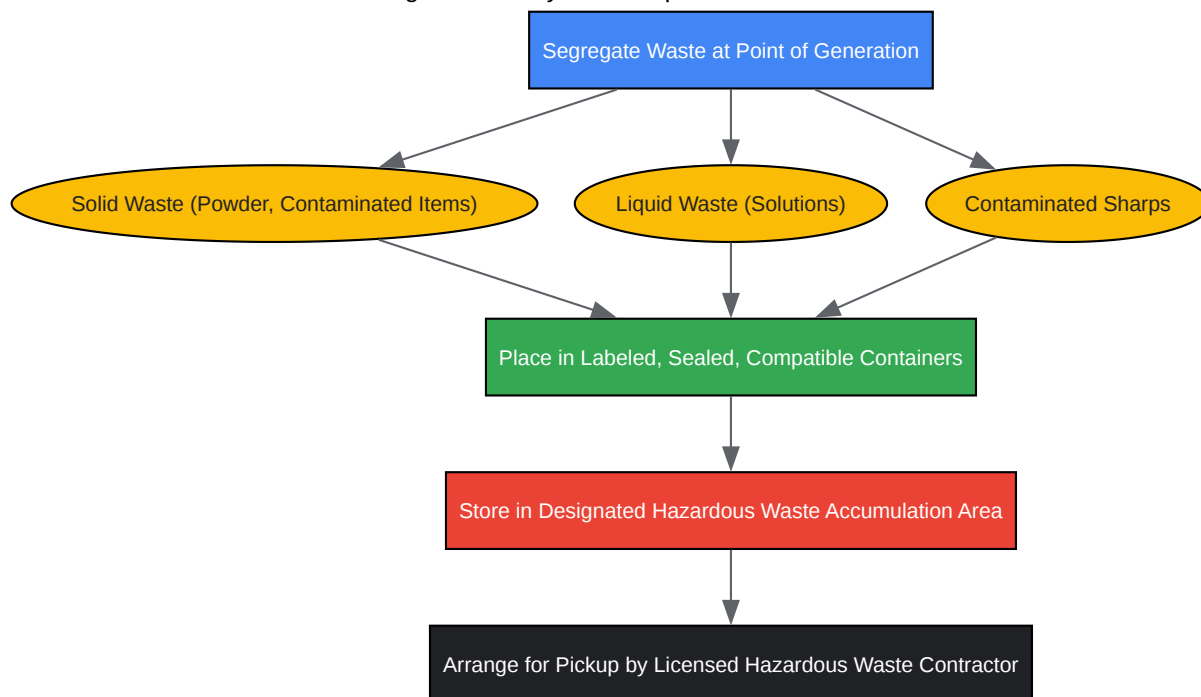 Segregate Waste at Point of Generation
Solid Waste (Powder, Contaminated Items)
Liquid Waste (Solutions)
Contaminated Sharps
Place in Labeled, Sealed, Compatible Containers
Store in Designated Hazardous Waste Accumulation Area
Arrange for Pickup by Licensed Hazardous Waste Contractor